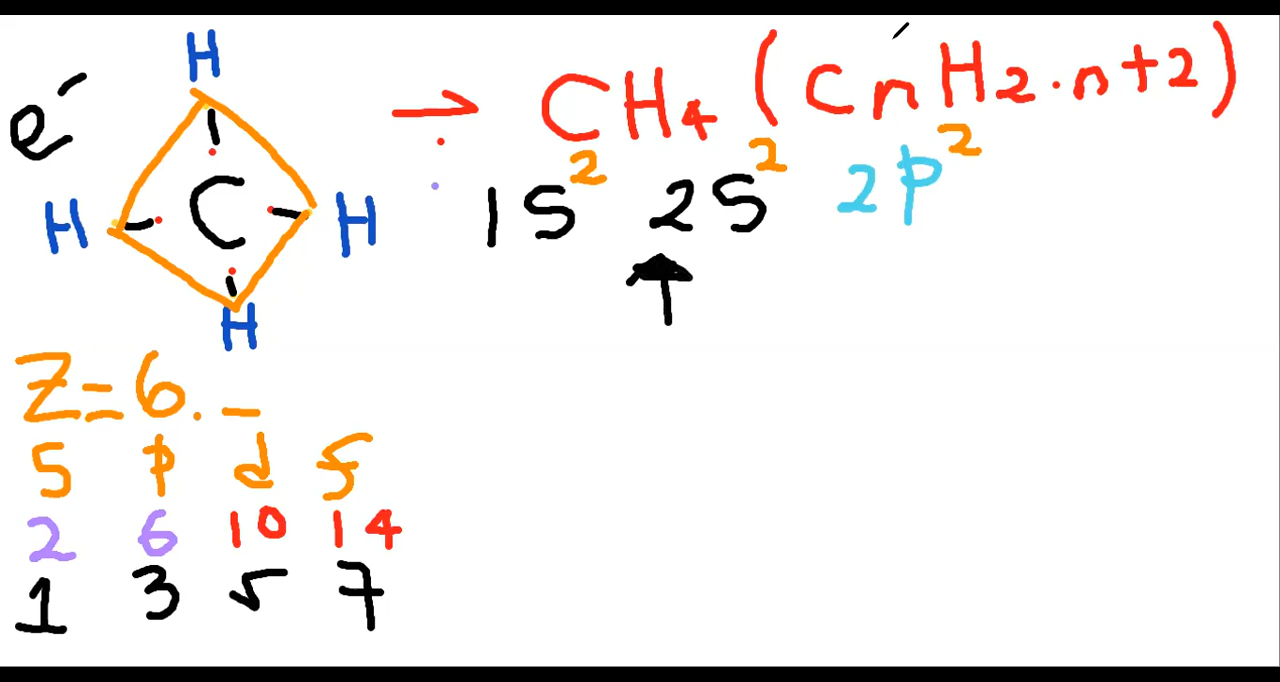 H
e⁻ → CH₄ (CnH₂·n+2)
H C H 1S² 2S² 2p²
H
Z=6. _
S p d f
2 6 10 14
1 3 5 7